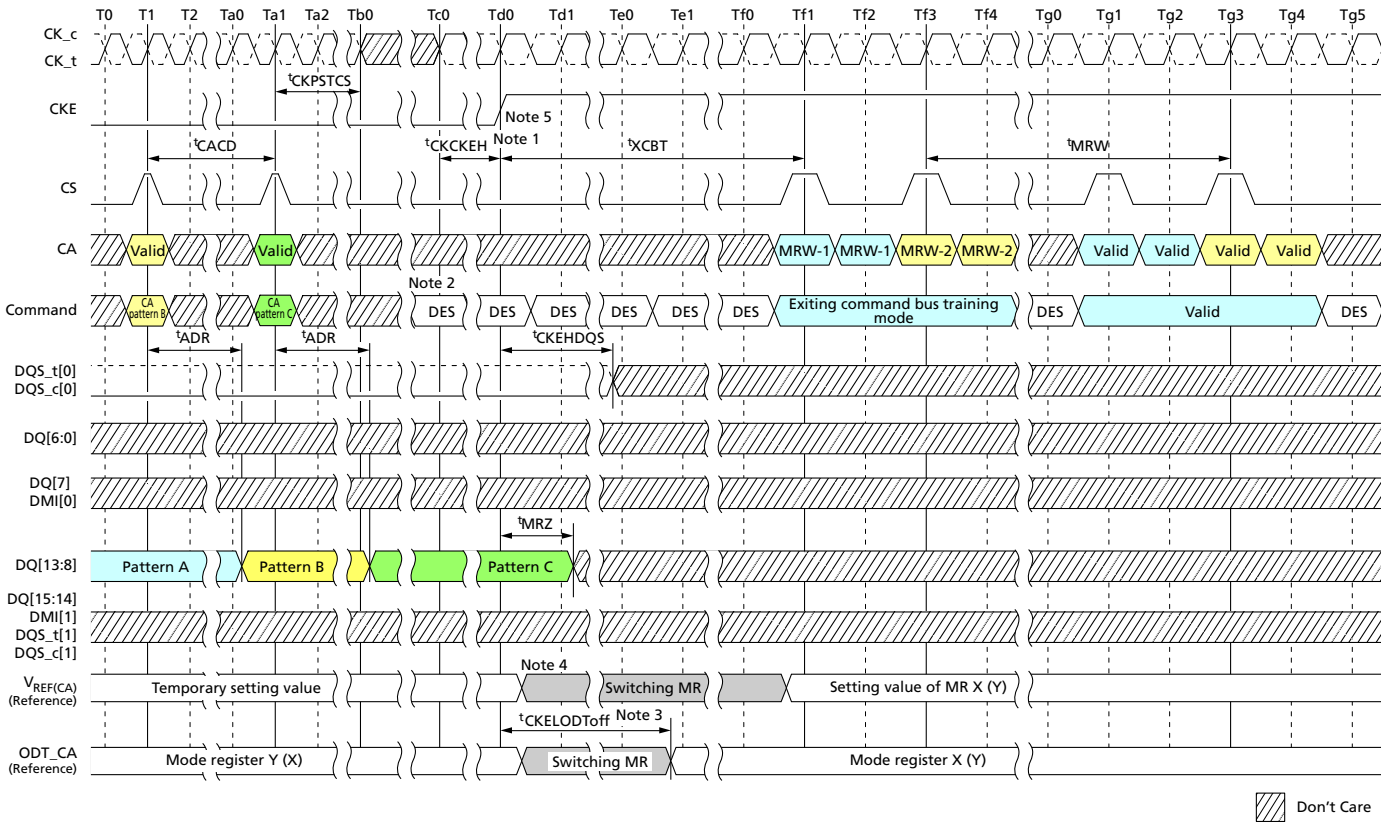 T0 T1 T2 Ta0 Ta1 Ta2 Tb0 Tc0 Td0 Td1 Te0 Te1 Tf0 Tf1 Tf2 Tf3 Tf4 Tg0 Tg1 Tg2 Tg3 Tg4 Tg5
CK_c
CK_t
tCKPSTCS
CKE
Note 5
tCACD
tCKCKEH
Note 1
tXCBT
tMRW
CS
CA
Valid Valid MRW-1 MRW-1 MRW-2 MRW-2 Valid Valid Valid Valid
Note 2
Command
CA pattern B
CA pattern C
DES DES DES DES DES DES
Exiting command bus training mode
DES Valid DES
tADR tADR tCKEHDQS
DQS_t[0]
DQS_c[0]
DQ[6:0]
DQ[7]
DMI[0]
tMRZ
DQ[13:8]
Pattern A Pattern B Pattern C
DQ[15:14]
DMI[1]
DQS_t[1]
DQS_c[1]
Note 4
VREF(CA)
(Reference)
Temporary setting value Switching MR Setting value of MR X (Y)
tCKELODToff Note 3
ODT_CA
(Reference)
Mode register Y (X) Switching MR Mode register X (Y)
Don't Care